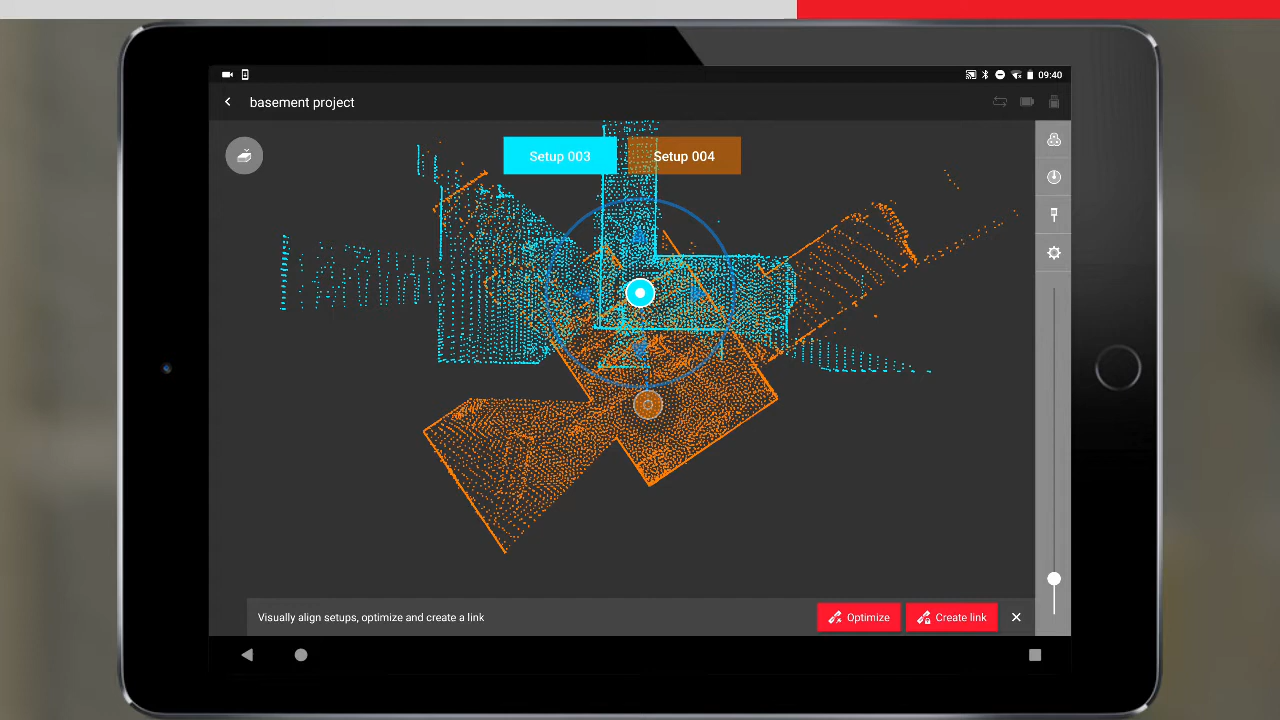 09:40
basement project
Setup 003
Setup 004
Visually align setups, optimize and create a link
Optimize
Create link